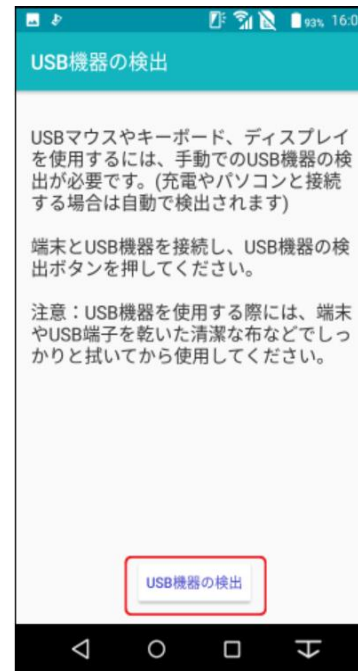 93% 16:0
USB機器の検出
USBマウスやキーボード、ディスプレイ
を使用するには、手動でのUSB機器の検
出が必要です。(充電やパソコンと接続
する場合は自動で検出されます)
端末とUSB機器を接続し、USB機器の検
出ボタンを押してください。
注意：USB機器を使用する際には、端末
やUSB端子を乾いた清潔な布などでしっ
かりと拭いてから使用してください。
USB機器の検出